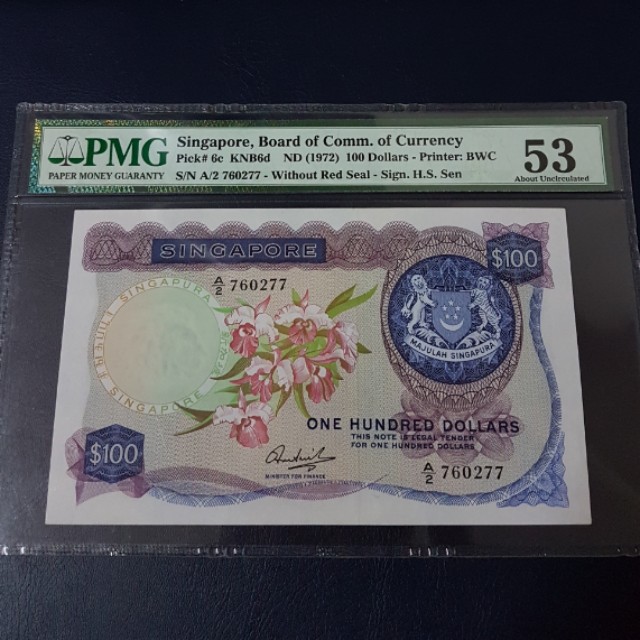 PMG
PAPER MONEY GUARANTY
Singapore, Board of Comm. of Currency
Pick# 6c KNB6d ND (1972) 100 Dollars - Printer: BWC
S/N A/2 760277 - Without Red Seal - Sign. H.S. Sen
53
About Uncirculated
SINGAPORE
$100
A/2 760277
SINGAPURA
SINGAPORE
MAJULAH SINGAPURA
ONE HUNDRED DOLLARS
THIS NOTE IS LEGAL TENDER
FOR ONE HUNDRED DOLLARS
$100
A/2 760277
MINISTER FOR FINANCE